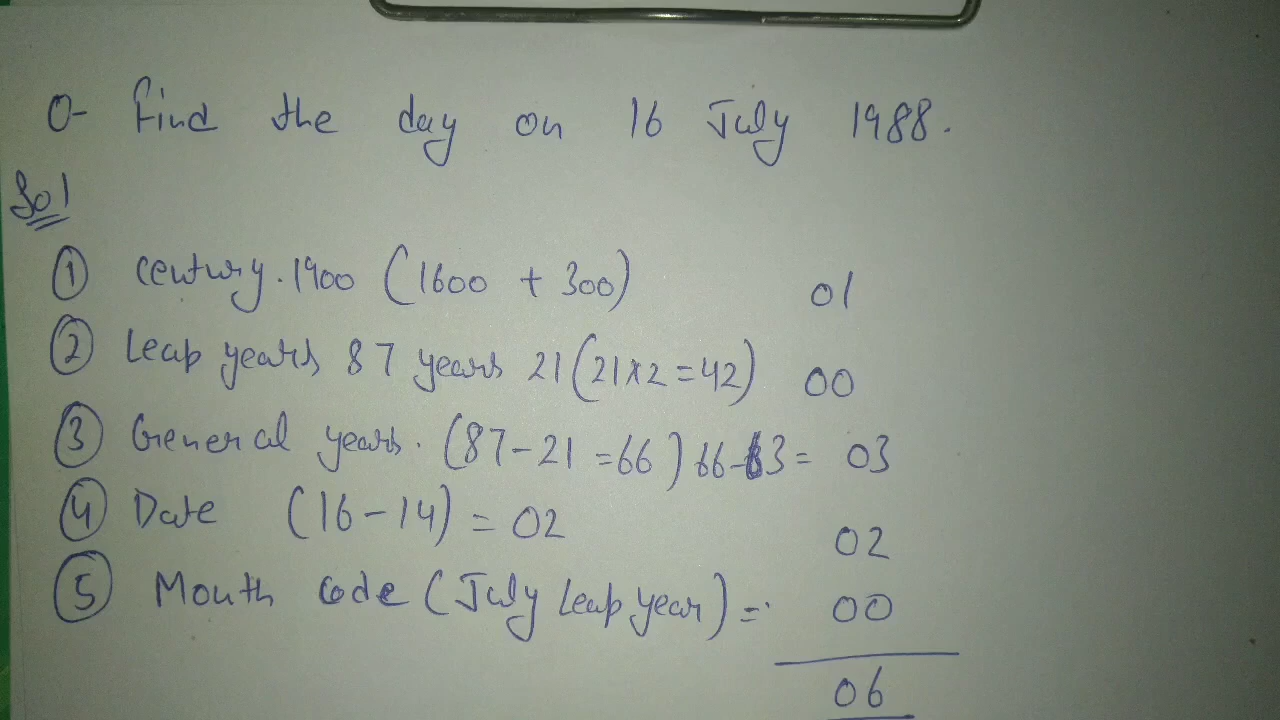 Q- Find the day on 16 July 1988.
Sol
① Century. 1900 (1600 + 300) 01
② Leap years 87 years 21 (21x2=42) 00
③ General years. (87-21 =66) 66-63= 03
④ Date (16-14) = 02 02
⑤ Month Code (July Leap year) = 00
06